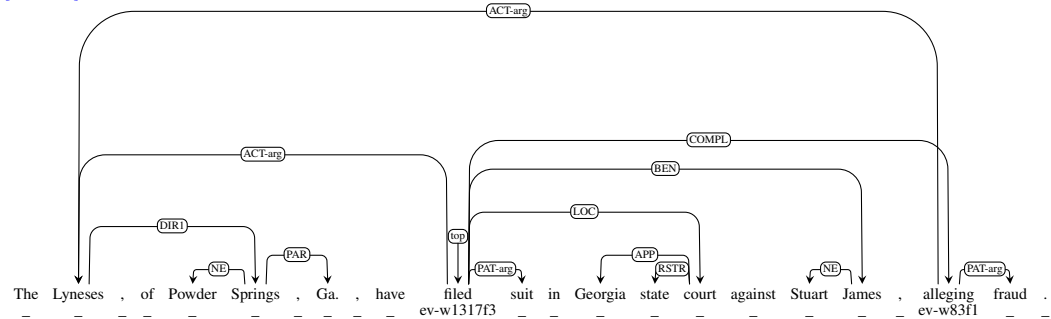 ACT-arg
COMPL
ACT-arg
BEN
LOC
DIR1
top
PAR
APP
NE
PAT-arg
RSTR
NE
PAT-arg
The Lyneses , of Powder Springs , Ga. , have filed suit in Georgia state court against Stuart James , alleging fraud .
_ _ _ _ _ _ _ _ _ _ ev-w1317f3 _ _ _ _ _ _ _ _ _ ev-w83f1 _ _